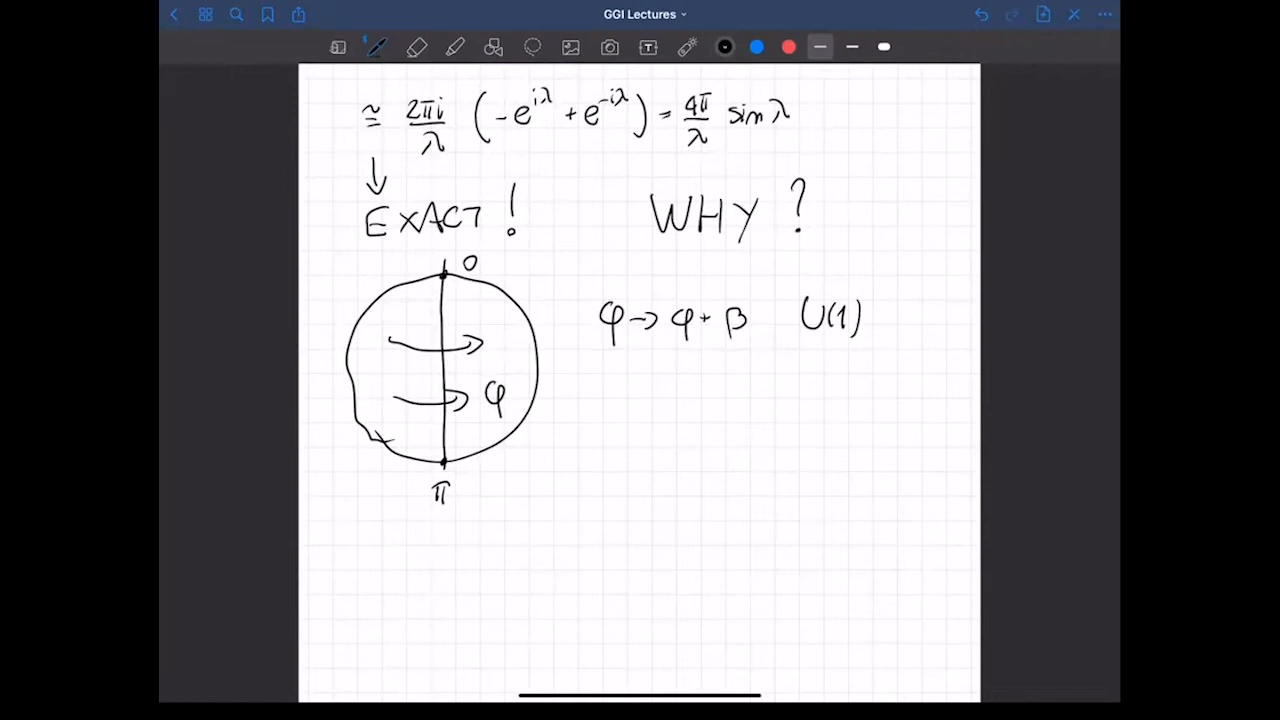 GGI Lectures
≅ 2πi/λ (-e^{iλ} + e^{-iλ}) = 4π/λ sin λ
↓
EXACT! WHY?
0
φ → φ + β U(1)
φ
π